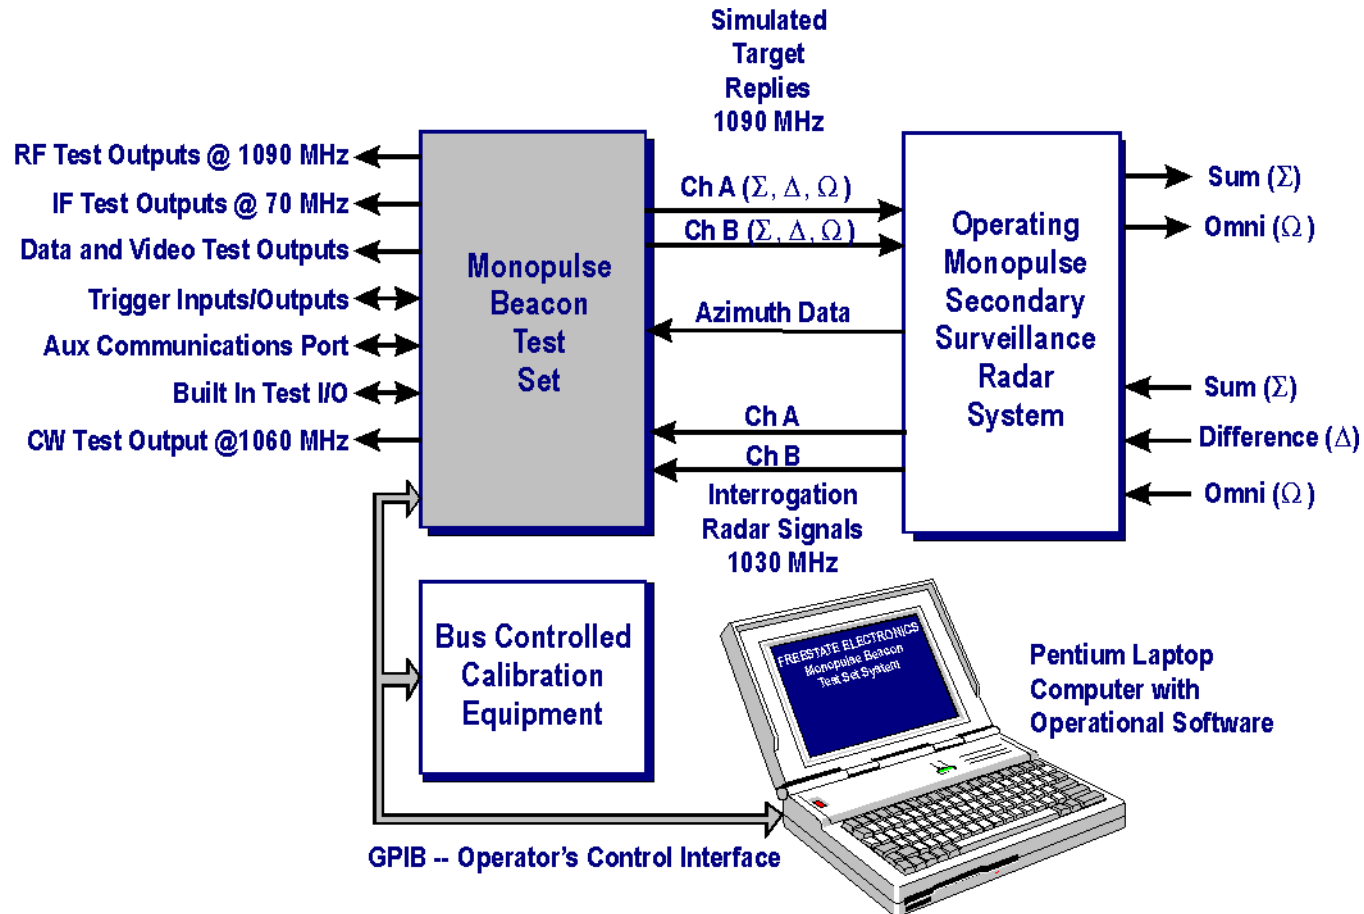 Simulated
Target
Replies
1090 MHz
RF Test Outputs @ 1090 MHz
IF Test Outputs @ 70 MHz
Data and Video Test Outputs
Trigger Inputs/Outputs
Aux Communications Port
Built In Test I/O
CW Test Output @1060 MHz
Monopulse
Beacon
Test
Set
Ch A (Σ, Δ, Ω)
Ch B (Σ, Δ, Ω)
Azimuth Data
Ch A
Ch B
Interrogation
Radar Signals
1030 MHz
Operating
Monopulse
Secondary
Surveillance
Radar
System
Sum (Σ)
Omni (Ω)
Sum (Σ)
Difference (Δ)
Omni (Ω)
Bus Controlled
Calibration
Equipment
FREESTATE ELECTRONICS
Monopulse Beacon
Test Set System
Pentium Laptop
Computer with
Operational Software
GPIB -- Operator's Control Interface